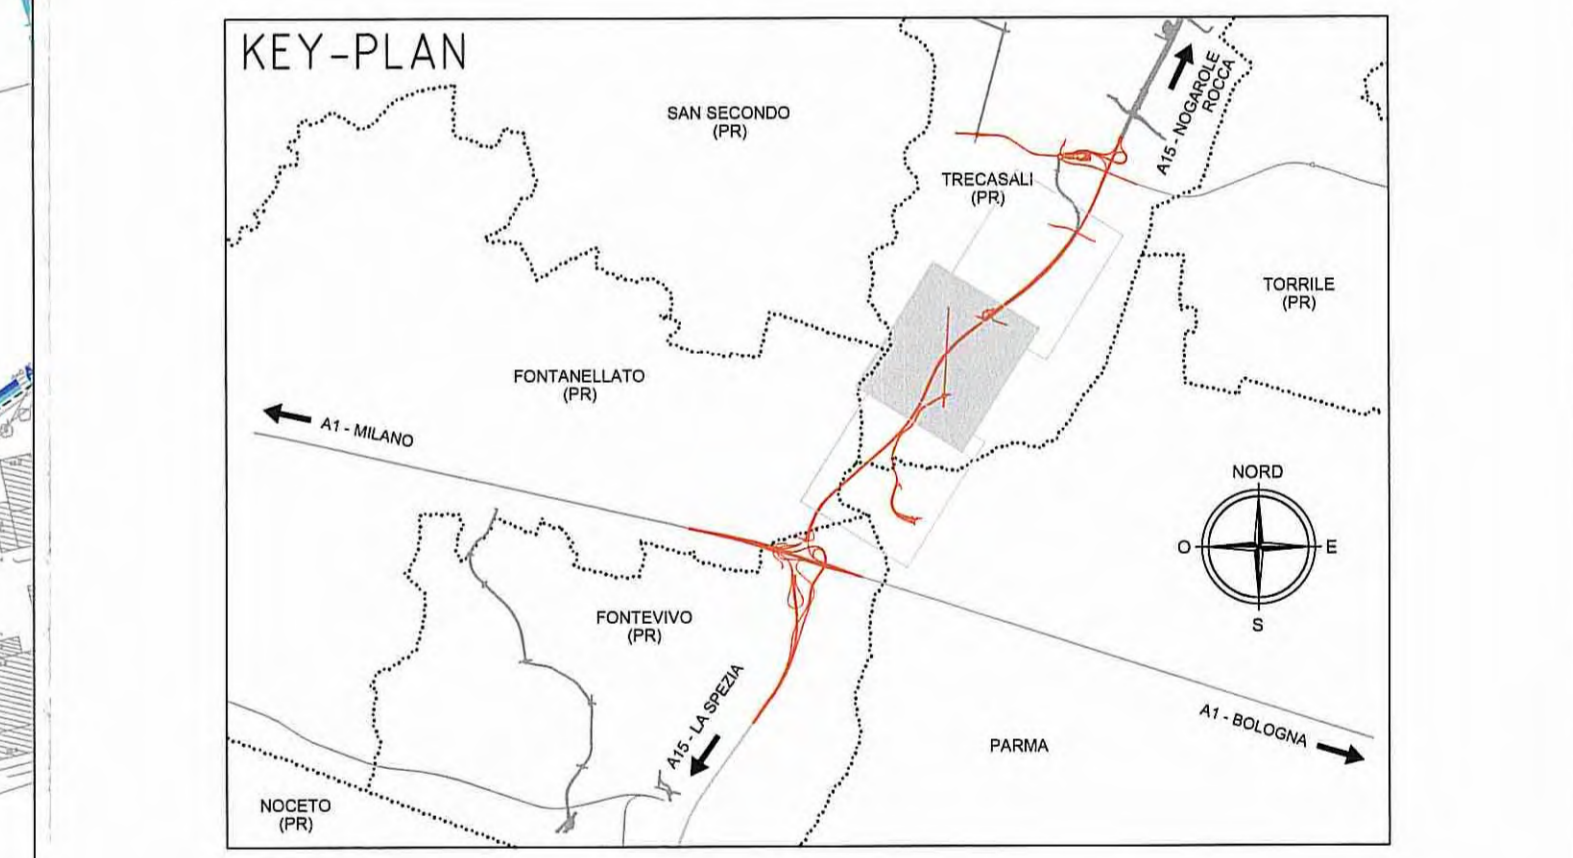 KEY-PLAN
SAN SECONDO
(PR)
A15 - NOGAROLE
ROCCA
TRECASALI
(PR)
TORRILE
(PR)
FONTANELLATO
(PR)
A1 - MILANO
NORD
O
E
S
FONTEVIVO
(PR)
A15 - LA SPEZIA
A1 - BOLOGNA
PARMA
NOCETO
(PR)